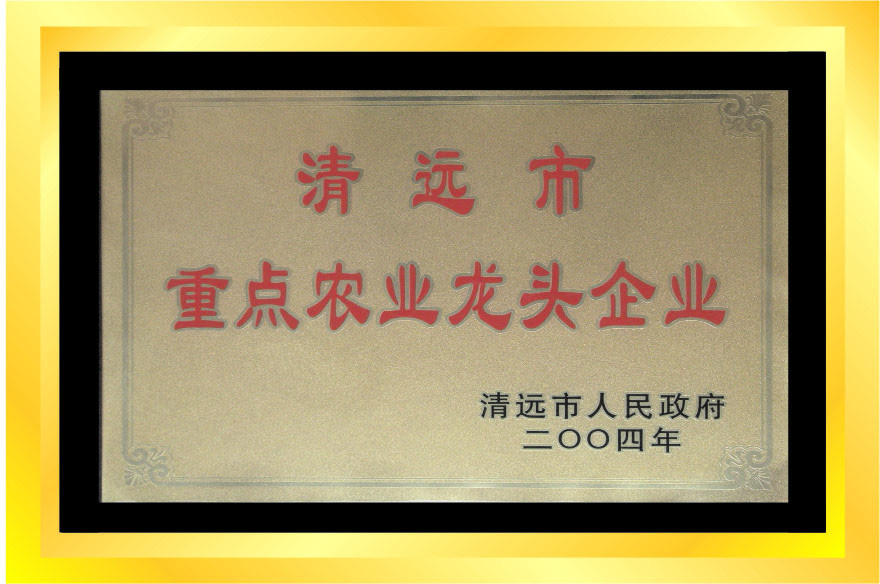 清远市
重点农业龙头企业
清远市人民政府
二〇〇四年